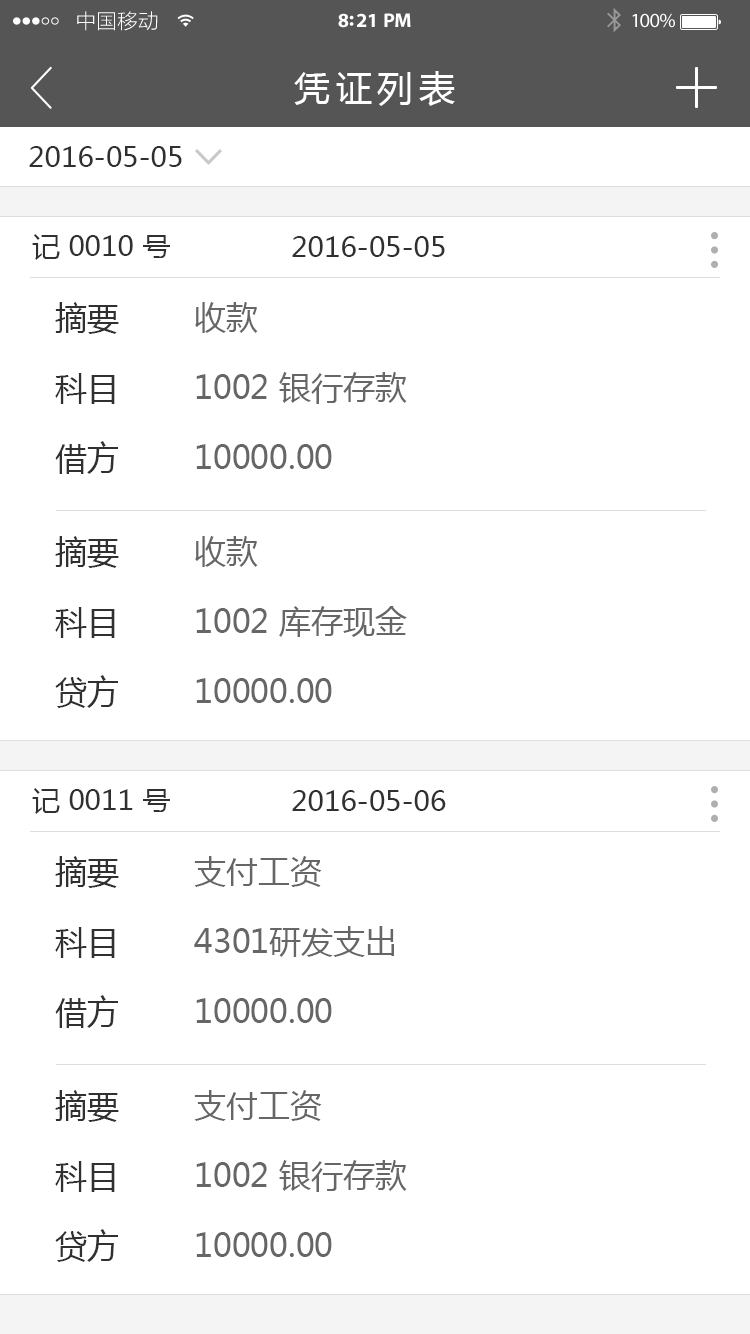 中国移动 8:21 PM 100%
凭证列表
2016-05-05
记 0010 号 2016-05-05
摘要 收款
科目 1002 银行存款
借方 10000.00
摘要 收款
科目 1002 库存现金
贷方 10000.00
记 0011 号 2016-05-06
摘要 支付工资
科目 4301研发支出
借方 10000.00
摘要 支付工资
科目 1002 银行存款
贷方 10000.00